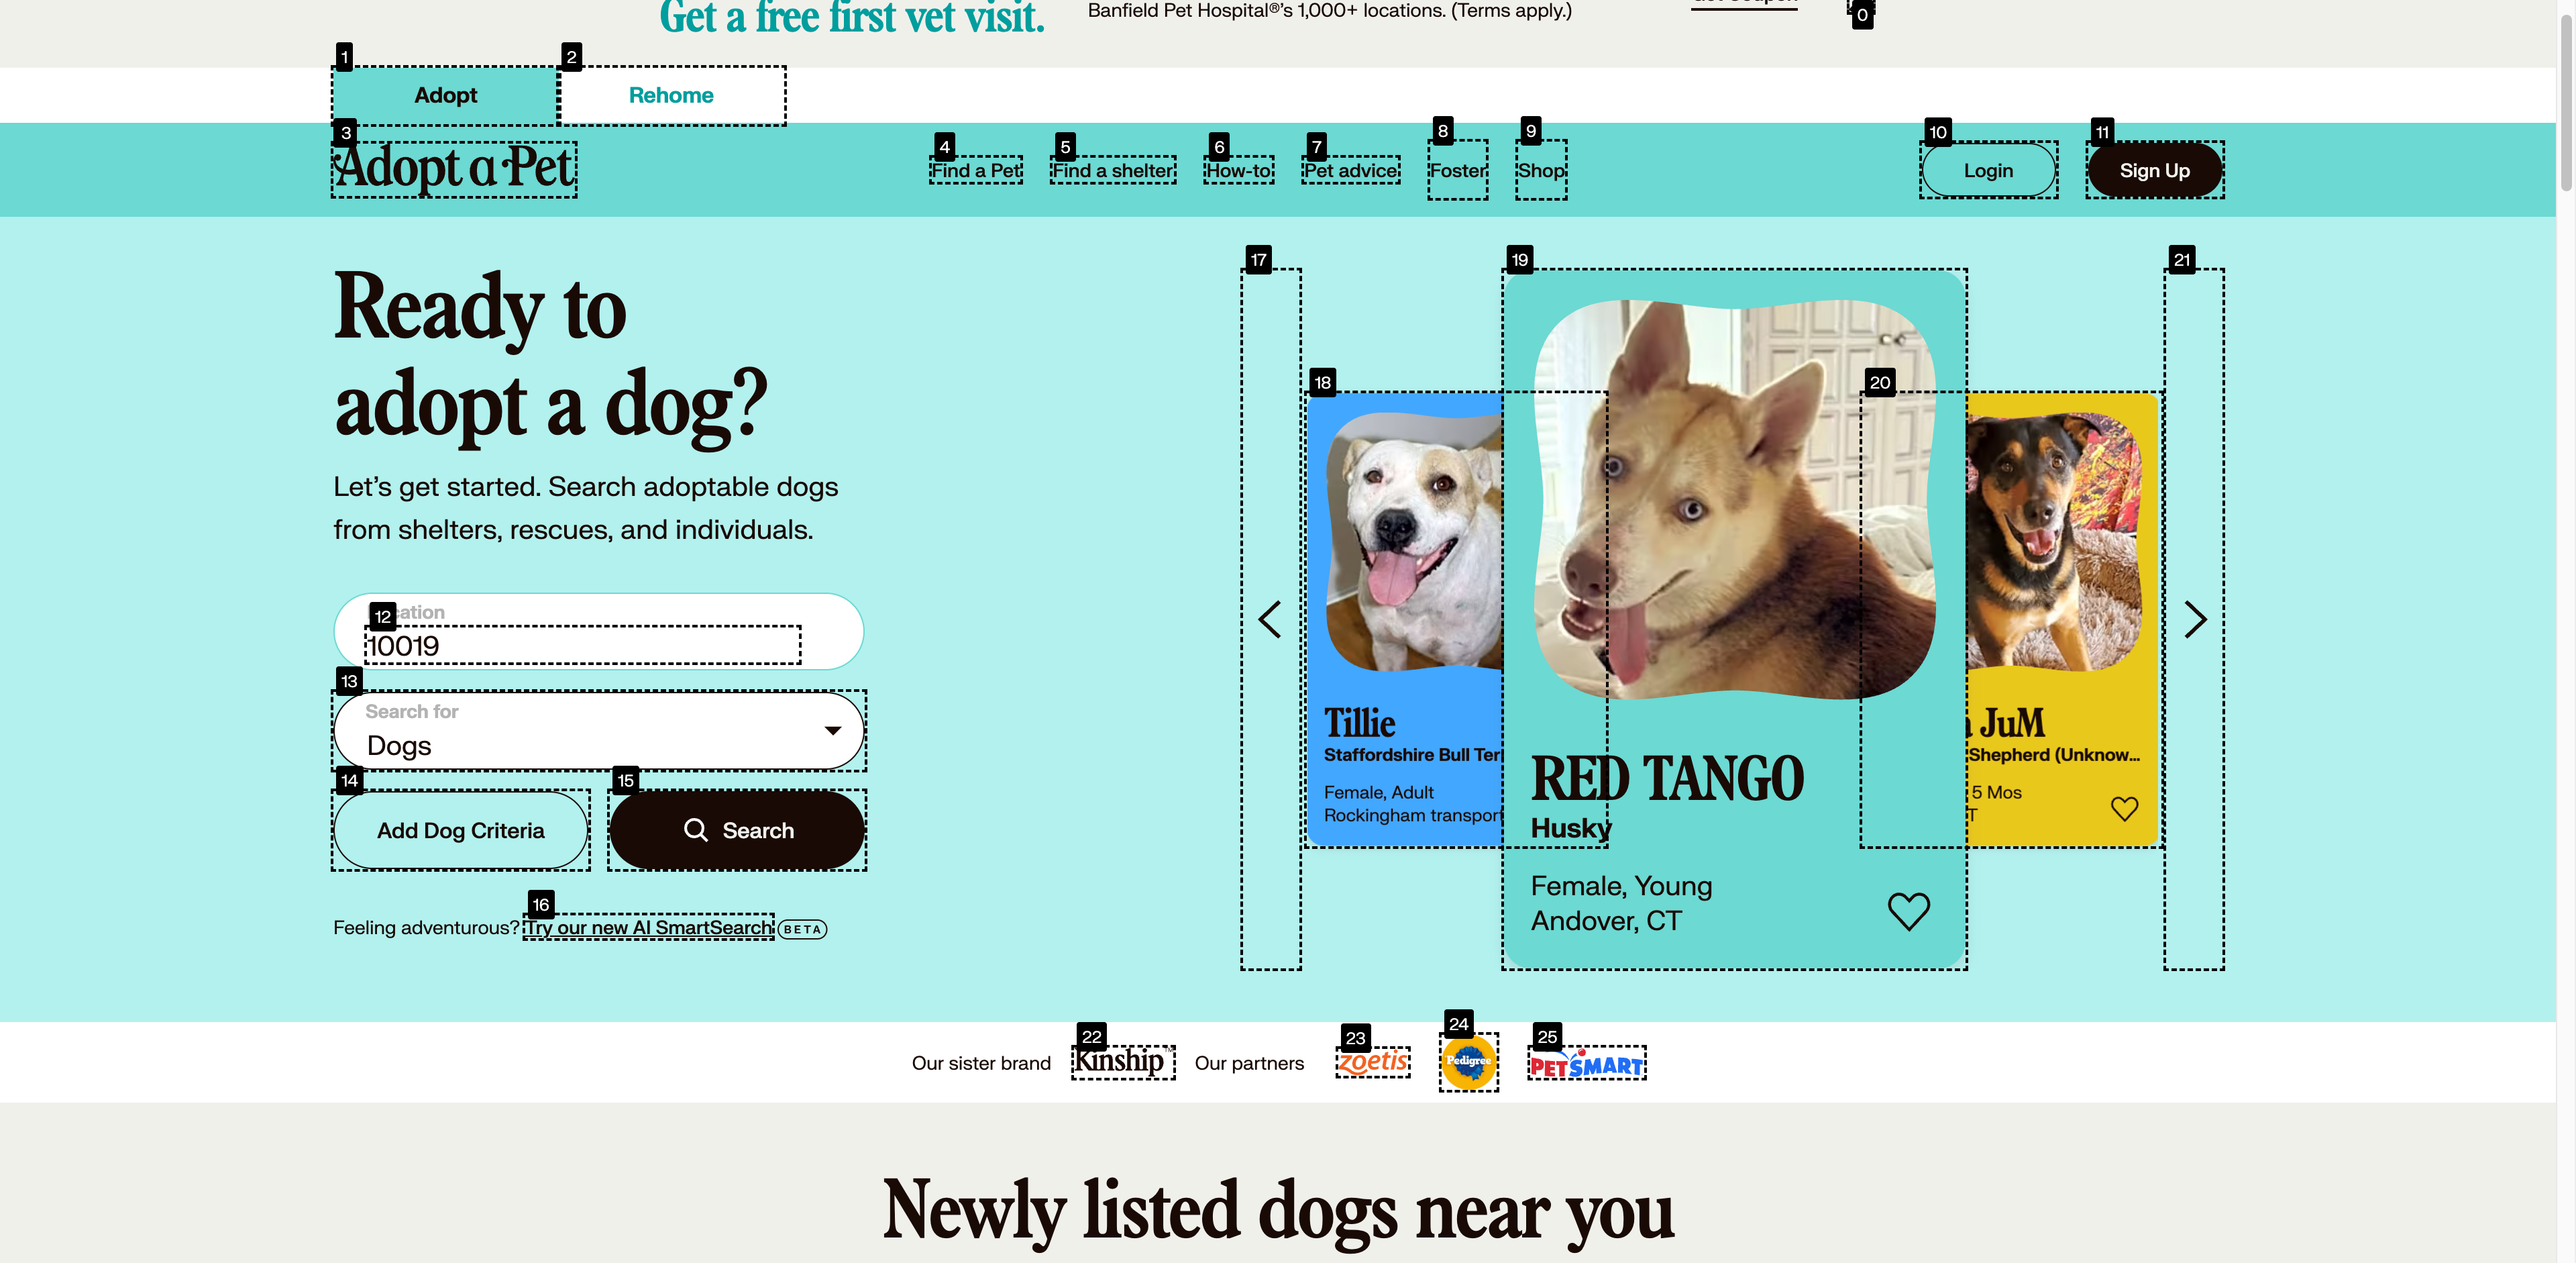 Get a free first vet visit.
Banfield Pet Hospital®'s 1,000+ locations. (Terms apply.)
0
1
2
Adopt
Rehome
3
Adopt a Pet
4
Find a Pet
5
Find a shelter
6
How-to
7
Pet advice
8
Foster
9
Shop
10
Login
11
Sign Up
Ready to
adopt a dog?
Let's get started. Search adoptable dogs
from shelters, rescues, and individuals.
12
10019
13
Search for
Dogs
14
Add Dog Criteria
15
Search
16
Feeling adventurous? Try our new AI SmartSearch BETA
17
18
Tillie
Staffordshire Bull Ter
Female, Adult
Rockingham transport
19
RED TANGO
Husky
Female, Young
Andover, CT
20
JuM
Shepherd (Unknow...
5 Mos
T
21
Our sister brand
22
Kinship™
Our partners
23
zoetis
24
Pedigree
25
PETSMART
Newly listed dogs near you